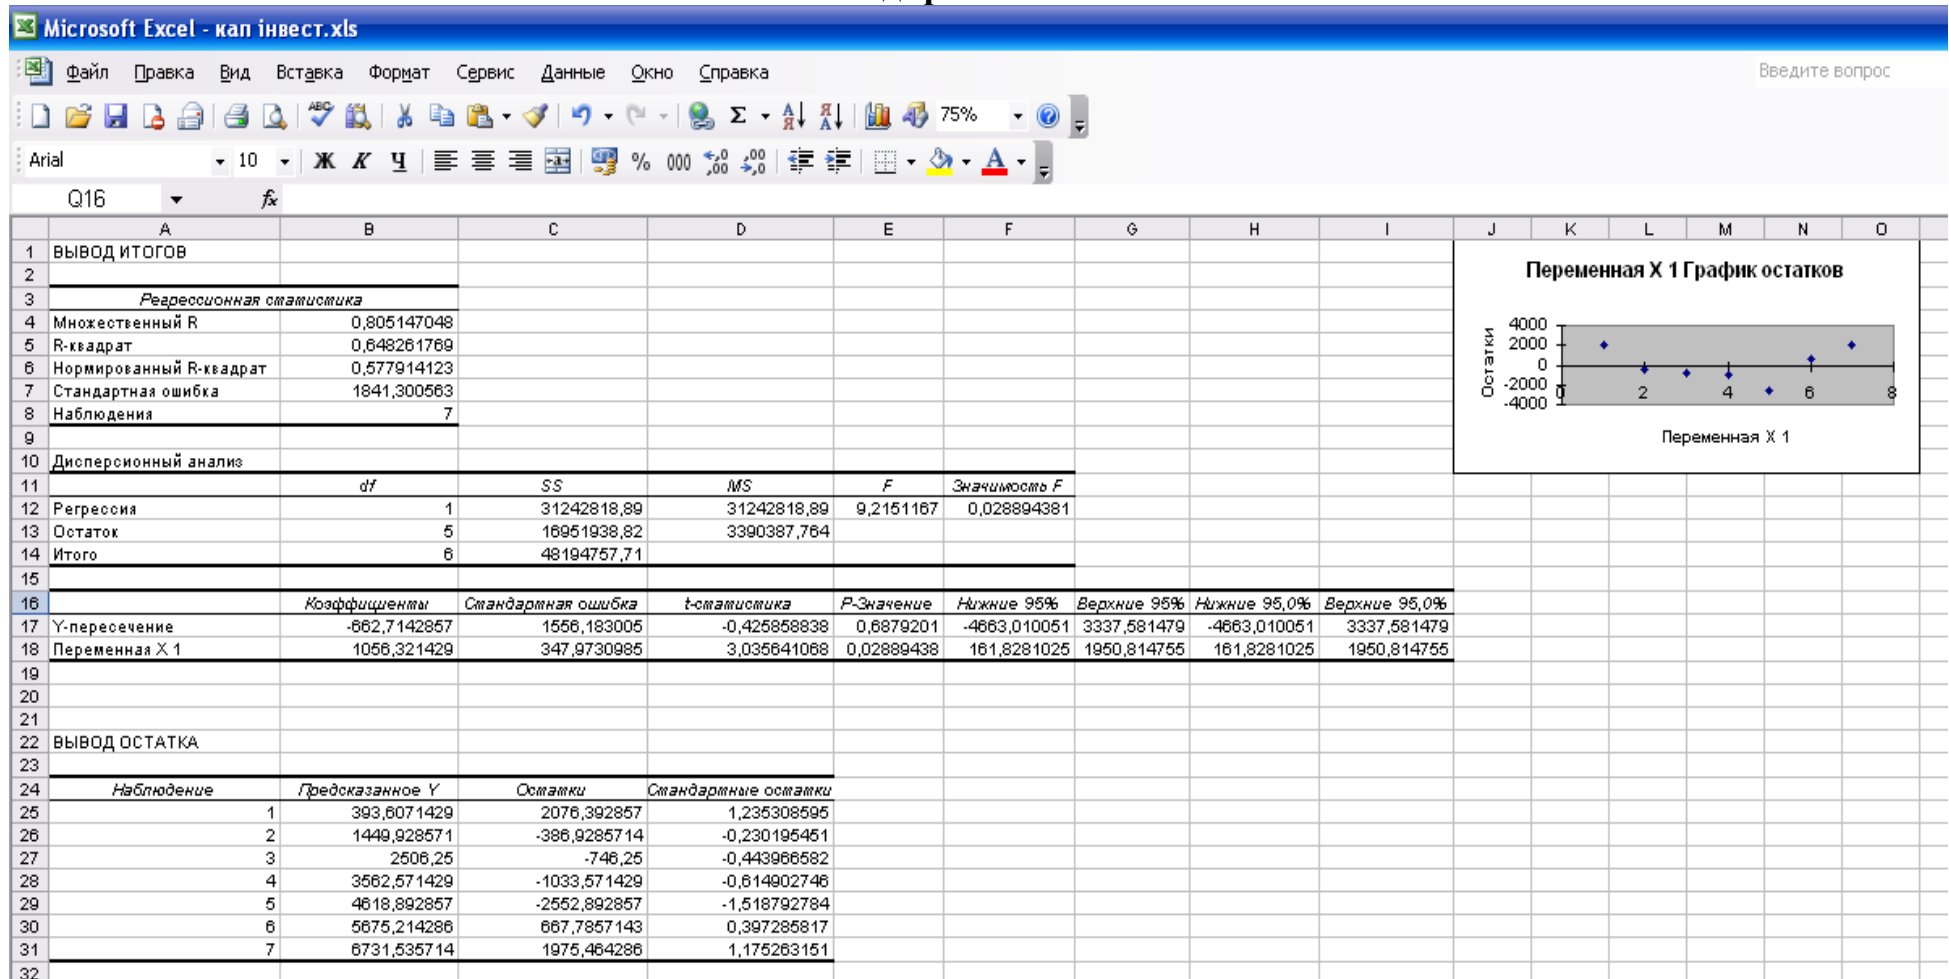 Microsoft Excel - кап інвест.xls
Файл Правка Вид Вставка Формат Сервис Данные Окно Справка Введите вопрос
75%
Arial 10 Ж К Ч % 000
Q16 fx
A B C D E F G H I J K L M N O
1 ВЫВОД ИТОГОВ
2
3 Регрессионная статистика
4 Множественный R 0,805147048
5 R-квадрат 0,648261769
6 Нормированный R-квадрат 0,577914123
7 Стандартная ошибка 1841,300563
8 Наблюдения 7
9
10 Дисперсионный анализ
11 df SS MS F Значимость F
12 Регрессия 1 31242818,89 31242818,89 9,2151167 0,028894381
13 Остаток 5 16951938,82 3390387,764
14 Итого 6 48194757,71
15
16 Коэффициенты Стандартная ошибка t-статистика P-Значение Нижние 95% Верхние 95% Нижние 95,0% Верхние 95,0%
17 Y-пересечение -662,7142857 1556,183005 -0,425858838 0,6879201 -4663,010051 3337,581479 -4663,010051 3337,581479
18 Переменная X 1 1056,321429 347,9730985 3,035641068 0,02889438 161,8281025 1950,814755 161,8281025 1950,814755
19
20
21
22 ВЫВОД ОСТАТКА
23
24 Наблюдение Предсказанное Y Остатки Стандартные остатки
25 1 393,6071429 2076,392857 1,235308595
26 2 1449,928571 -386,9285714 -0,230195451
27 3 2506,25 -746,25 -0,443966582
28 4 3562,571429 -1033,571429 -0,614902746
29 5 4618,892857 -2552,892857 -1,518792784
30 6 5675,214286 667,7857143 0,397285817
31 7 6731,535714 1975,464286 1,175263151
32
Переменная X 1 График остатков
Остатки
4000
2000
0
-2000
-4000
0 2 4 6 8
Переменная X 1